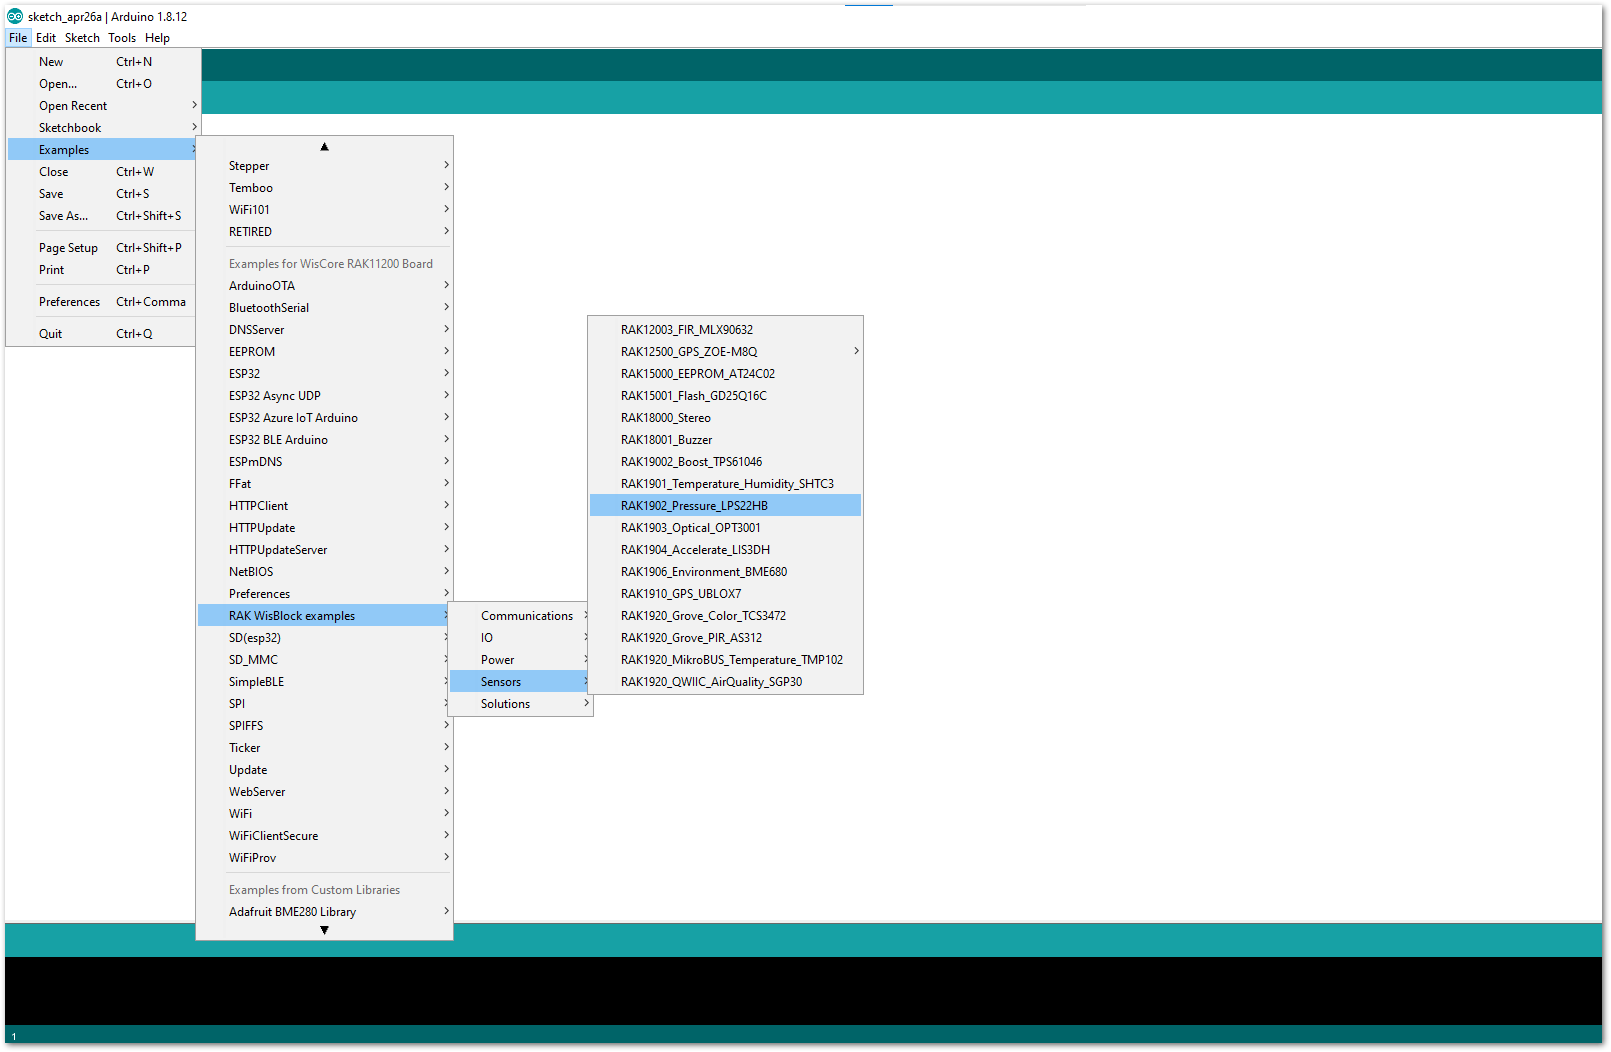 sketch_apr26a | Arduino 1.8.12
File Edit Sketch Tools Help
New Ctrl+N
Open... Ctrl+O
Open Recent
Sketchbook
Examples
Close Ctrl+W
Save Ctrl+S
Save As... Ctrl+Shift+S
Page Setup Ctrl+Shift+P
Print Ctrl+P
Preferences Ctrl+Comma
Quit Ctrl+Q
Stepper
Temboo
WiFi101
RETIRED
Examples for WisCore RAK11200 Board
ArduinoOTA
BluetoothSerial
DNSServer
EEPROM
ESP32
ESP32 Async UDP
ESP32 Azure IoT Arduino
ESP32 BLE Arduino
ESPmDNS
FFat
HTTPClient
HTTPUpdate
HTTPUpdateServer
NetBIOS
Preferences
RAK WisBlock examples
SD(esp32)
SD_MMC
SimpleBLE
SPI
SPIFFS
Ticker
Update
WebServer
WiFi
WiFiClientSecure
WiFiProv
Examples from Custom Libraries
Adafruit BME280 Library
Communications
IO
Power
Sensors
Solutions
RAK12003_FIR_MLX90632
RAK12500_GPS_ZOE-M8Q
RAK15000_EEPROM_AT24C02
RAK15001_Flash_GD25Q16C
RAK18000_Stereo
RAK18001_Buzzer
RAK19002_Boost_TPS61046
RAK1901_Temperature_Humidity_SHTC3
RAK1902_Pressure_LPS22HB
RAK1903_Optical_OPT3001
RAK1904_Accelerate_LIS3DH
RAK1906_Environment_BME680
RAK1910_GPS_UBLOX7
RAK1920_Grove_Color_TCS3472
RAK1920_Grove_PIR_AS312
RAK1920_MikroBUS_Temperature_TMP102
RAK1920_QWIIC_AirQuality_SGP30
1